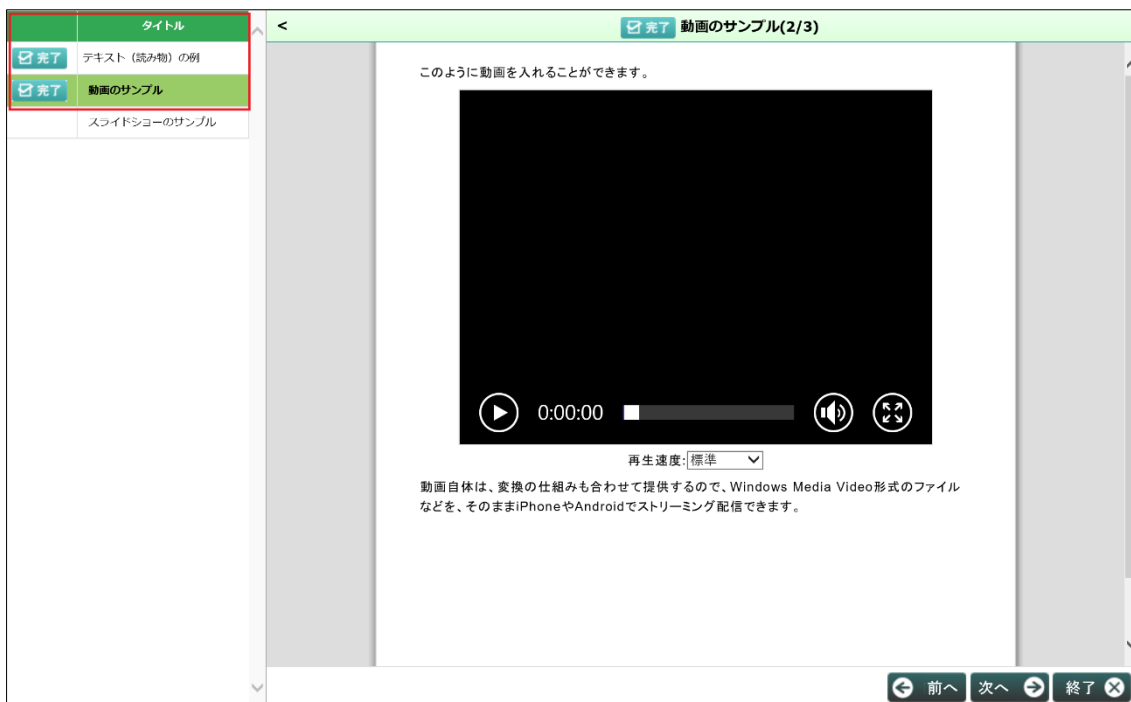 タイトル
完了 テキスト（読み物）の例
完了 動画のサンプル
スライドショーのサンプル
< 完了 動画のサンプル(2/3)
このように動画を入れることができます。
0:00:00
再生速度:標準
動画自体は、変換の仕組みも合わせて提供するので、Windows Media Video形式のファイル
などを、そのままiPhoneやAndroidでストリーミング配信できます。
前へ 次へ 終了